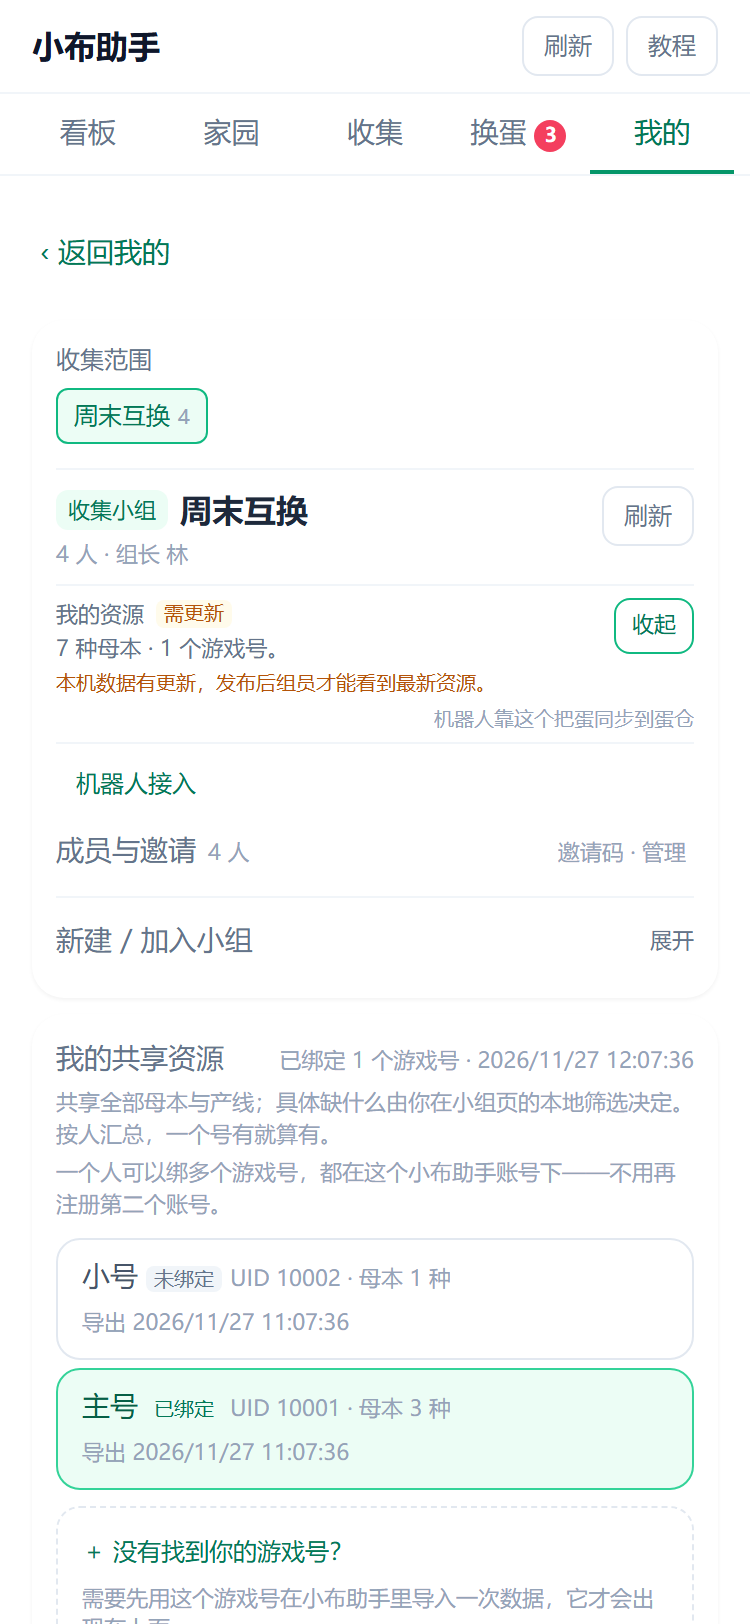 小布助手
刷新
教程
看板
家园
收集
换蛋 3
我的
‹ 返回我的
收集范围
周末互换 4
收集小组 周末互换
刷新
4 人 · 组长 林
我的资源 需更新
7 种母本 · 1 个游戏号。
收起
本机数据有更新，发布后组员才能看到最新资源。
机器人靠这个把蛋同步到蛋仓
机器人接入
成员与邀请 4 人
邀请码 · 管理
新建 / 加入小组
展开
我的共享资源
已绑定 1 个游戏号 · 2026/11/27 12:07:36
共享全部母本与产线；具体缺什么由你在小组页的本地筛选决定。
按人汇总，一个号有就算有。
一个人可以绑多个游戏号，都在这个小布助手账号下——不用再
注册第二个账号。
小号 未绑定 UID 10002 · 母本 1 种
导出 2026/11/27 11:07:36
主号 已绑定 UID 10001 · 母本 3 种
导出 2026/11/27 11:07:36
+ 没有找到你的游戏号？
需要先用这个游戏号在小布助手里导入一次数据，它才会出